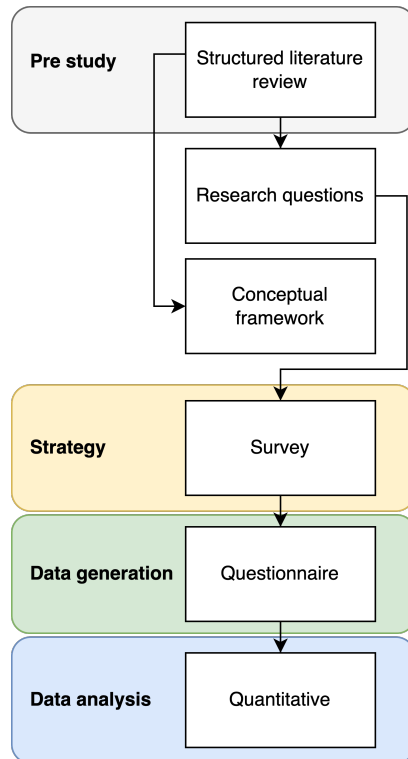 Pre study
Structured literature
review
Research questions
Conceptual
framework
Strategy
Survey
Data generation
Questionnaire
Data analysis
Quantitative